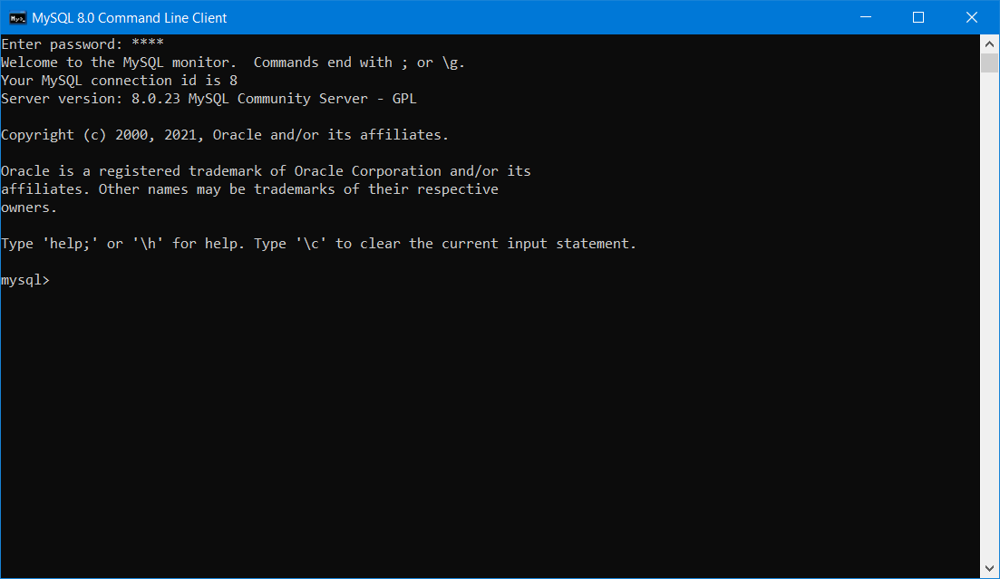 MySQL 8.0 Command Line Client
Enter password: ****
Welcome to the MySQL monitor.  Commands end with ; or \g.
Your MySQL connection id is 8
Server version: 8.0.23 MySQL Community Server - GPL

Copyright (c) 2000, 2021, Oracle and/or its affiliates.

Oracle is a registered trademark of Oracle Corporation and/or its
affiliates. Other names may be trademarks of their respective
owners.

Type 'help;' or '\h' for help. Type '\c' to clear the current input statement.

mysql>